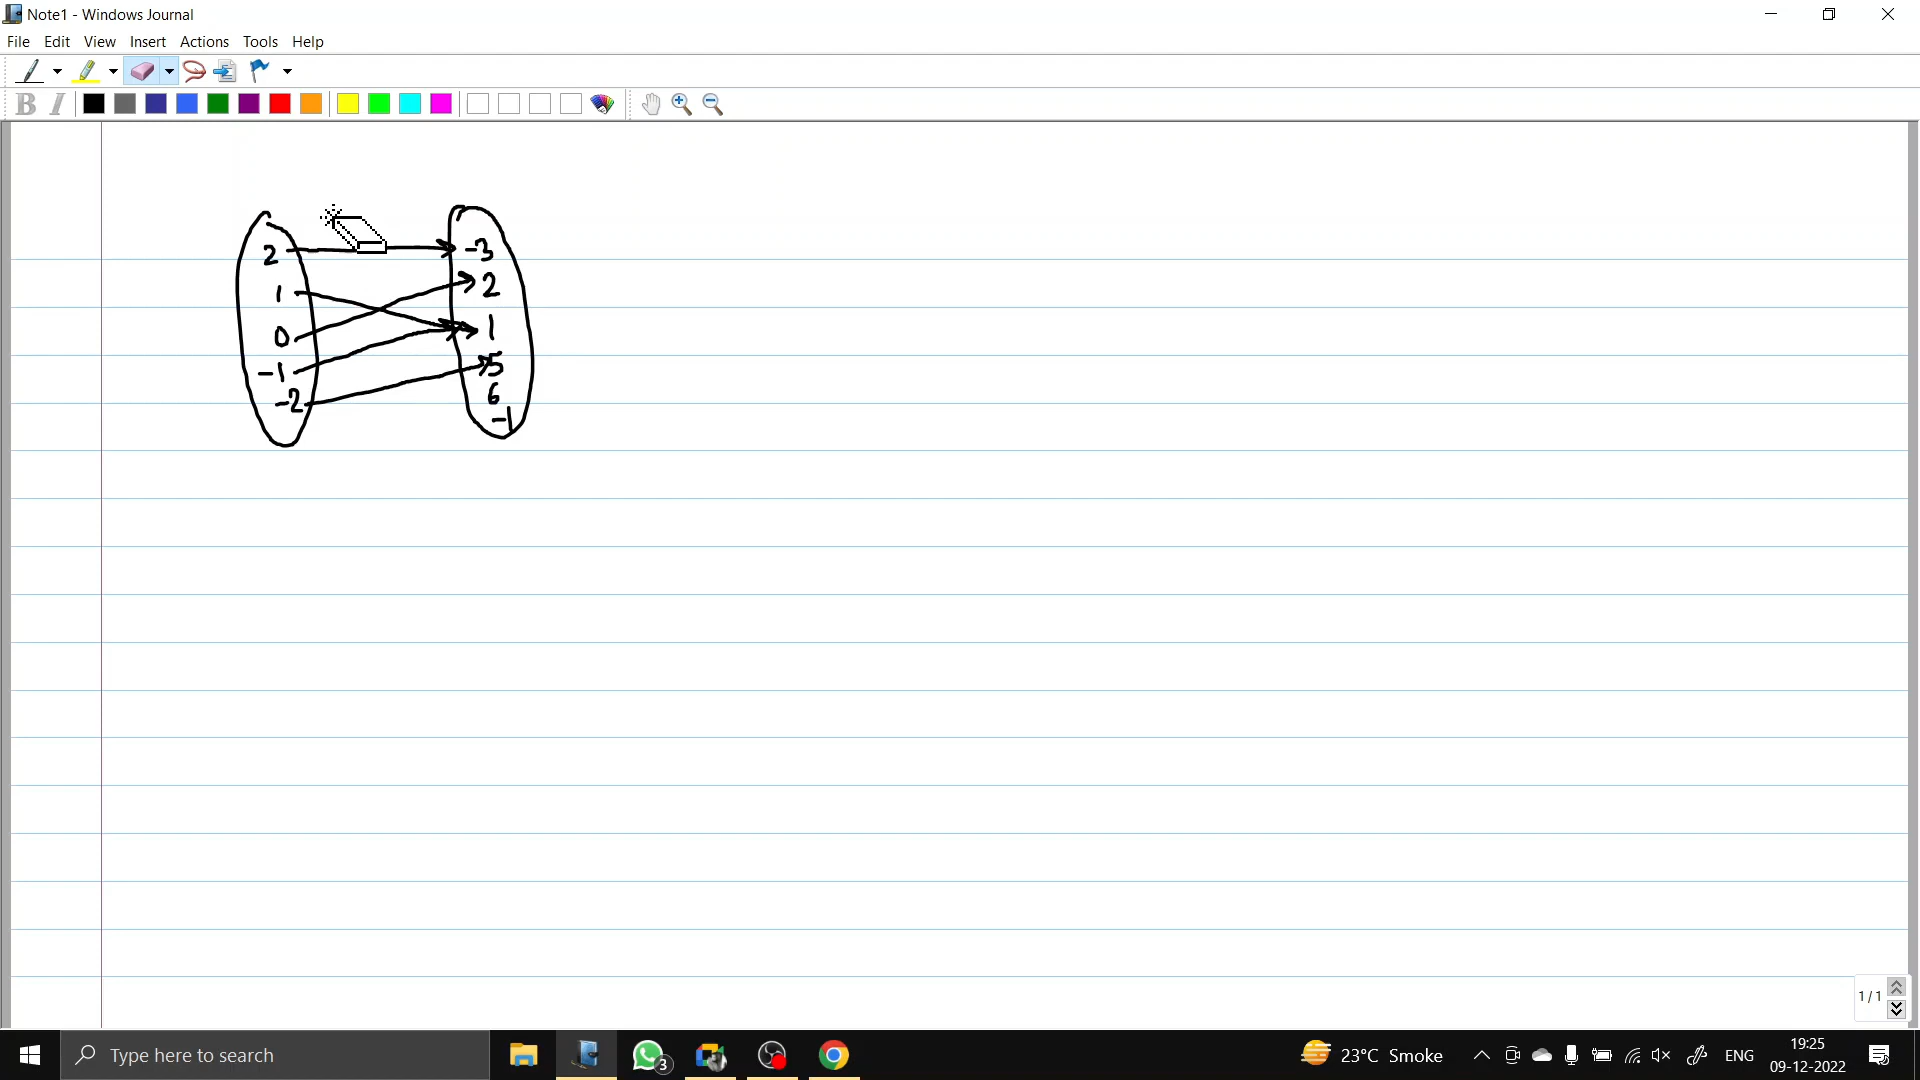 Note1 - Windows Journal
File Edit View Insert Actions Tools Help
B I
2 -3
1 2
0 1
-1 5
-2 6
-1
1 / 1
Type here to search
3
23°C Smoke
ENG
19:25
09-12-2022